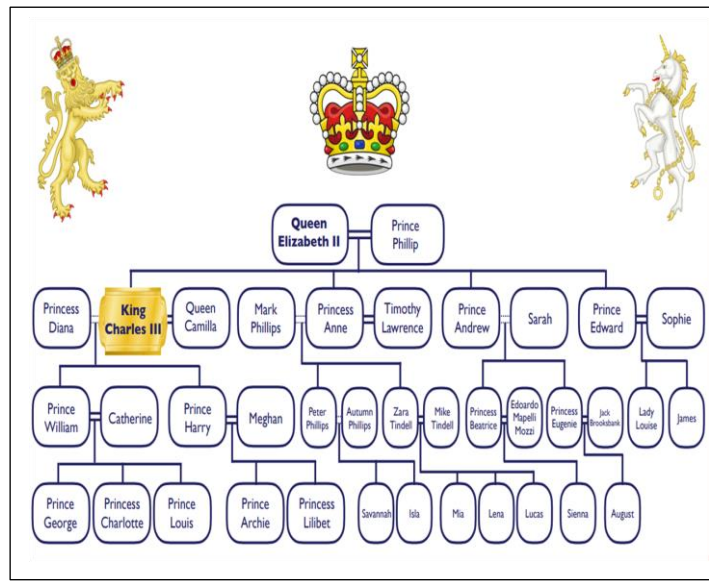 Queen
Elizabeth II
Prince
Phillip
Princess
Diana
King
Charles III
Queen
Camilla
Mark
Phillips
Princess
Anne
Timothy
Lawrence
Prince
Andrew
Sarah
Prince
Edward
Sophie
Prince
William
Catherine
Prince
Harry
Meghan
Peter
Phillips
Autumn
Phillips
Zara
Tindell
Mike
Tindell
Princess
Beatrice
Edoardo
Mapelli
Mozzi
Princess
Eugenie
Jack
Brooksbank
Lady
Louise
James
Prince
George
Princess
Charlotte
Prince
Louis
Prince
Archie
Princess
Lilibet
Savannah
Isla
Mia
Lena
Lucas
Sienna
August